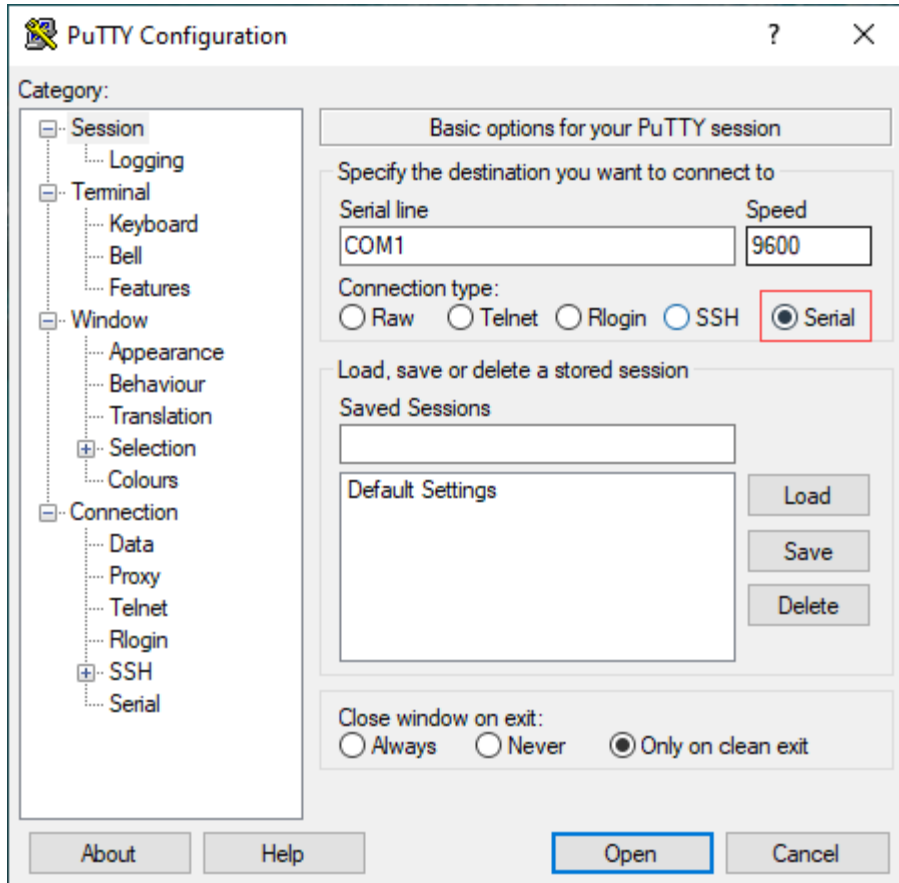 PuTTY Configuration ? ×
Category:
Session
Logging
Terminal
Keyboard
Bell
Features
Window
Appearance
Behaviour
Translation
Selection
Colours
Connection
Data
Proxy
Telnet
Rlogin
SSH
Serial
Basic options for your PuTTY session
Specify the destination you want to connect to
Serial line Speed
COM1 9600
Connection type:
Raw Telnet Rlogin SSH Serial
Load, save or delete a stored session
Saved Sessions
Default Settings
Load
Save
Delete
Close window on exit:
Always Never Only on clean exit
About Help Open Cancel